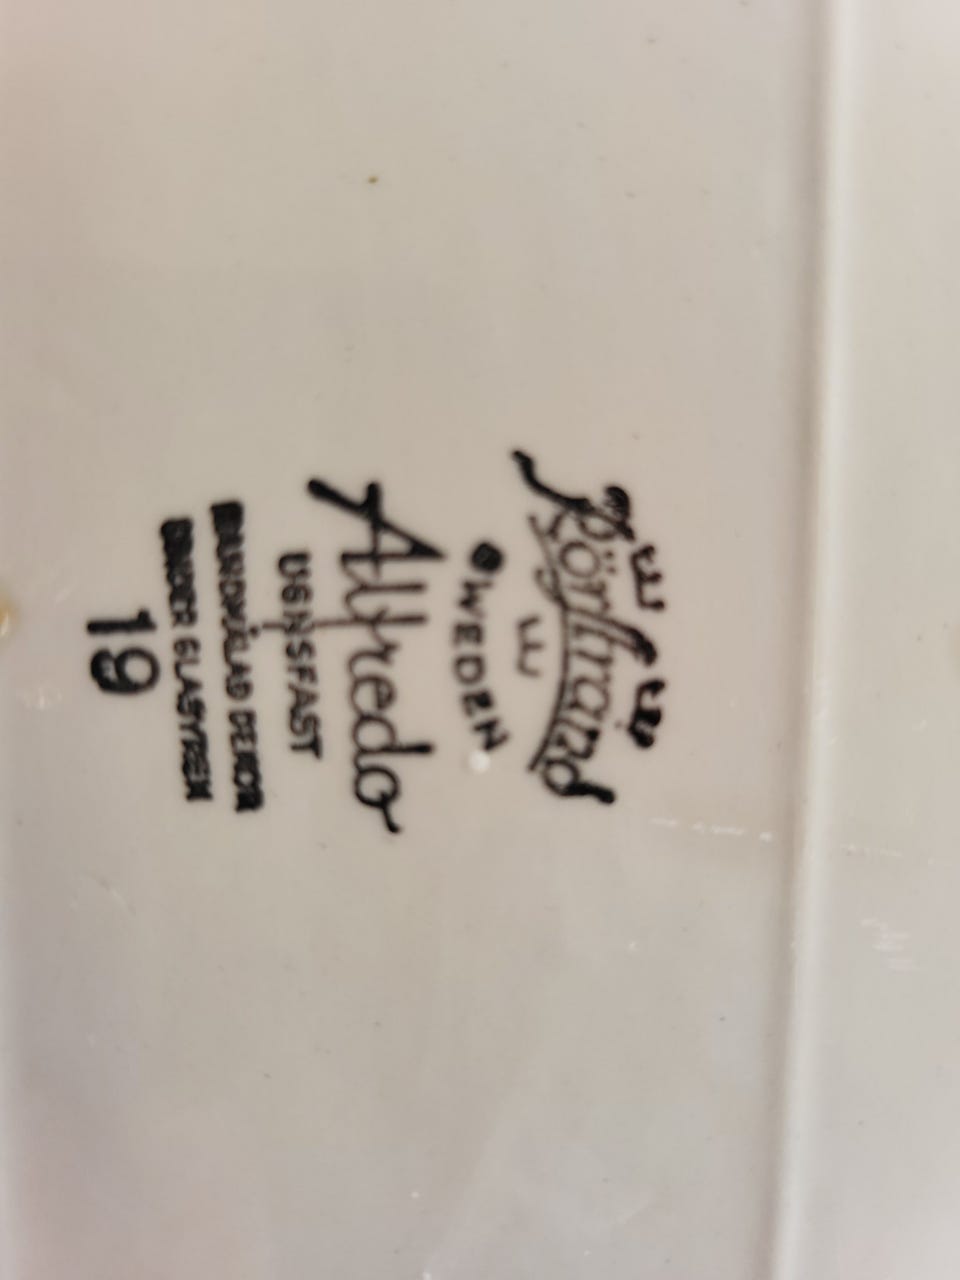 Rörstrand
SWEDEN
Alfredo
UGNSFAST
HANDMÅLAD DEKOR
UNDER GLASYREN
19